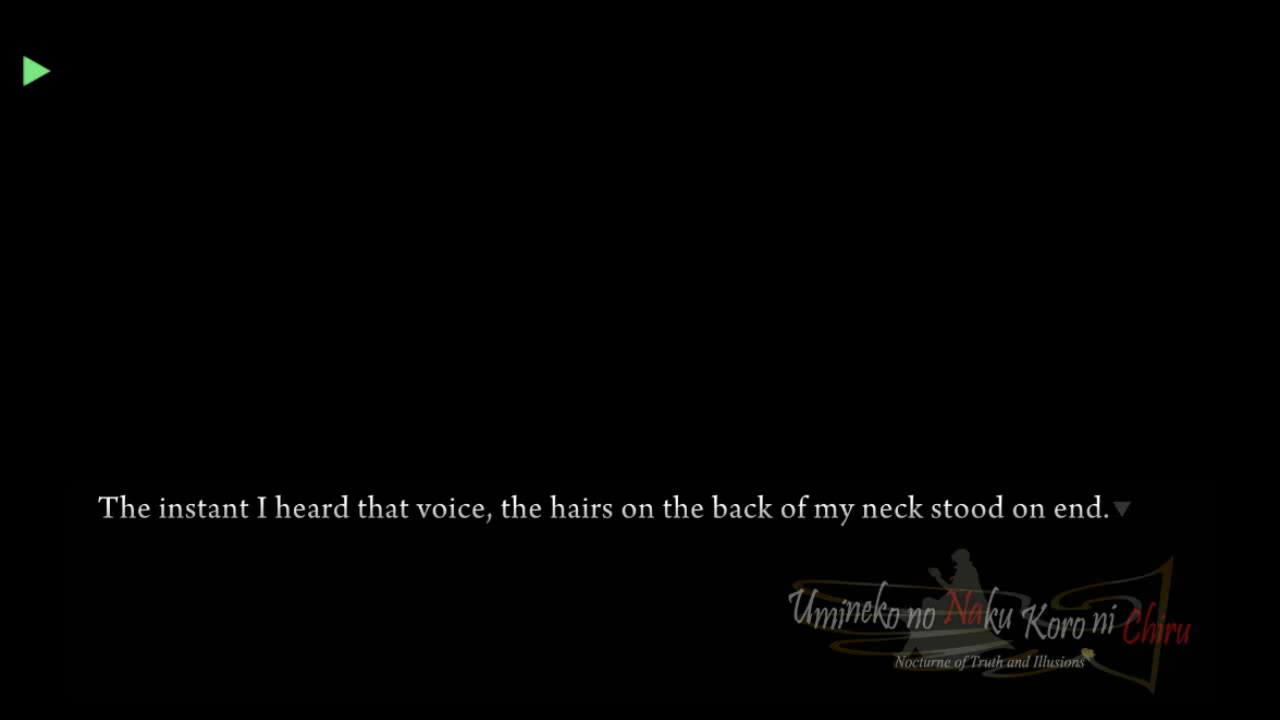 The instant I heard that voice, the hairs on the back of my neck stood on end.
Umineko no Naku Koro ni Chiru
Nocturne of Truth and Illusions